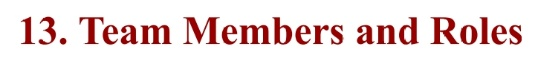 13. Team Members and Roles